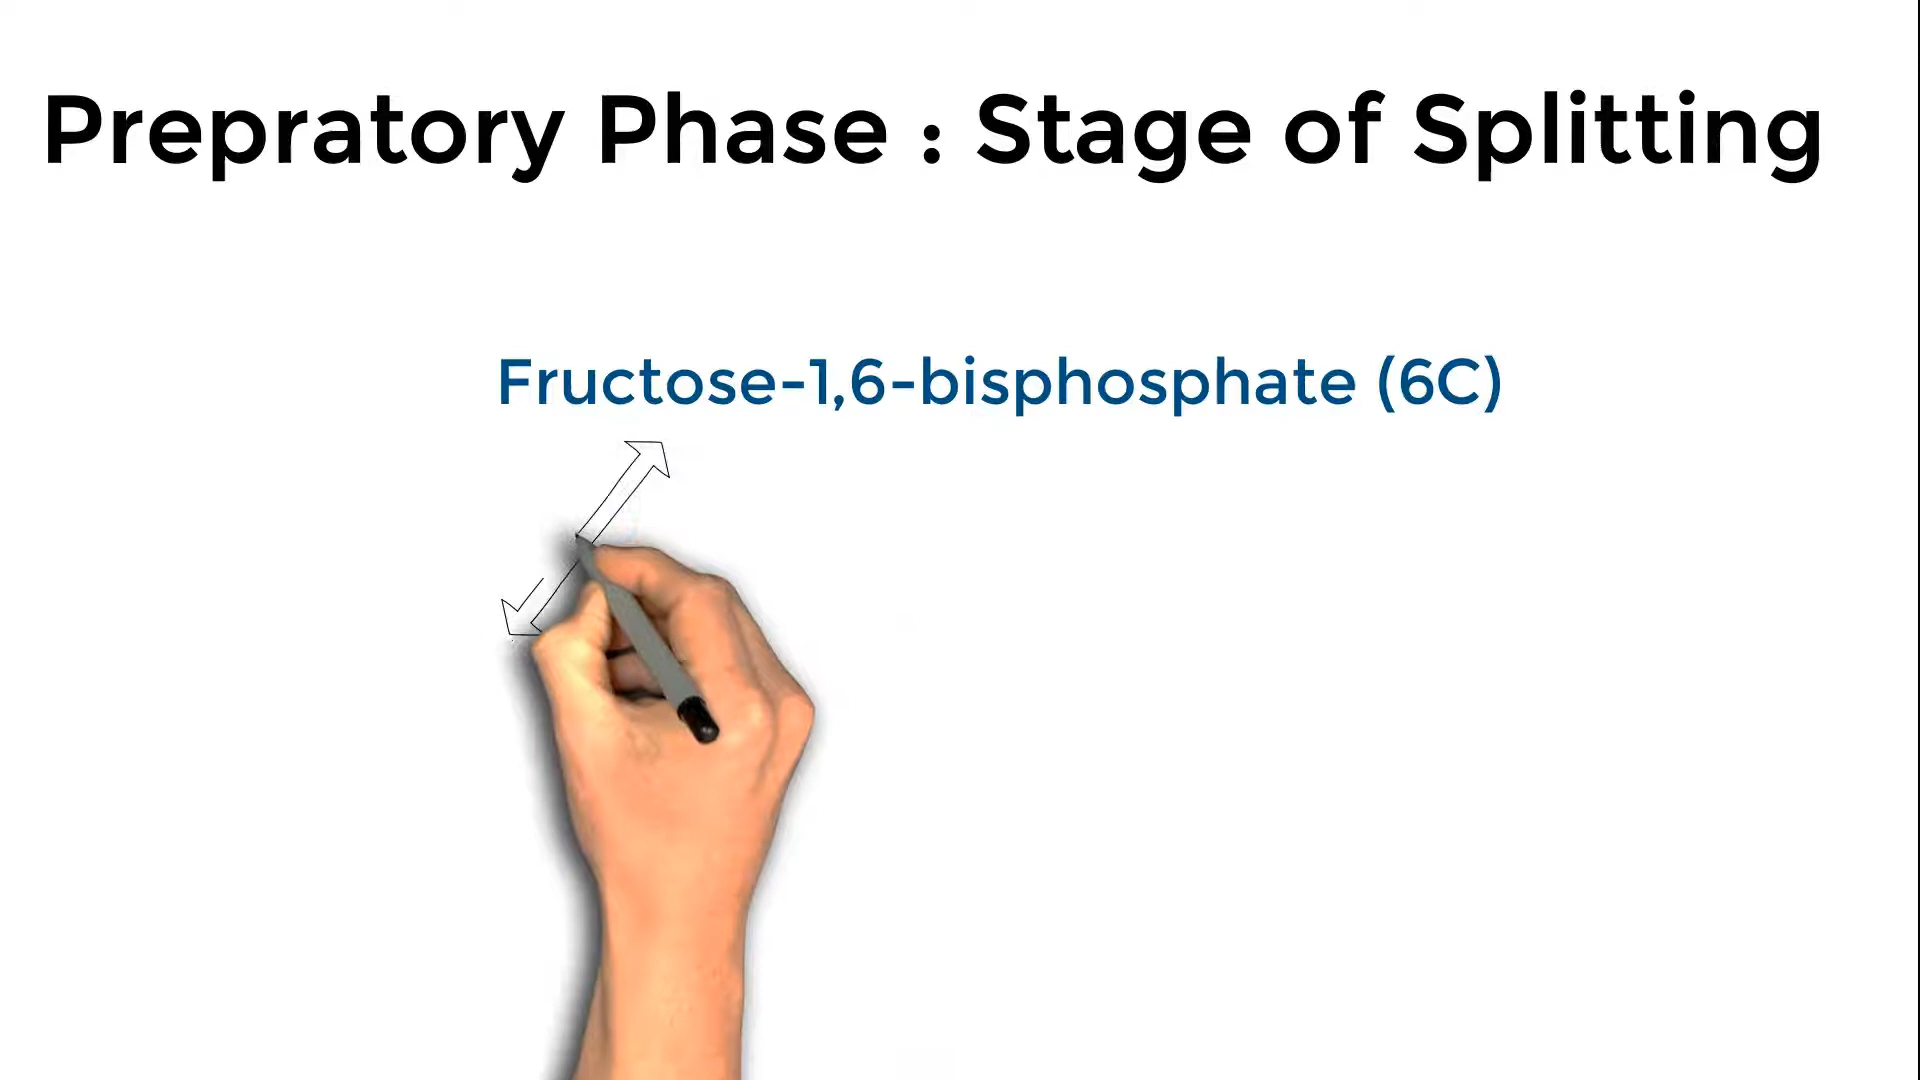 Prepratory Phase : Stage of Splitting
Fructose-1,6-bisphosphate (6C)